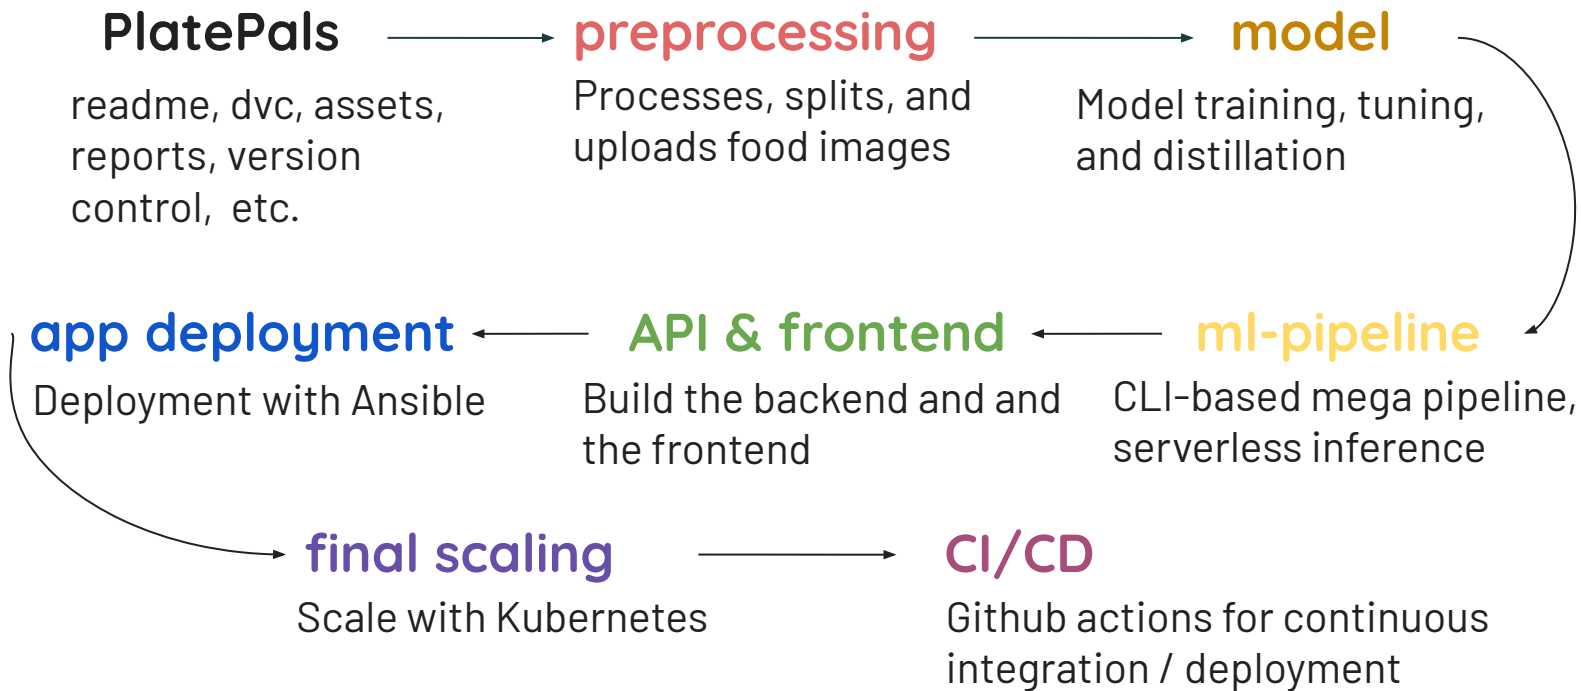 PlatePals
readme, dvc, assets,
reports, version
control,  etc.
preprocessing
Processes, splits, and
uploads food images
model
Model training, tuning,
and distillation
ml-pipeline
CLI-based mega pipeline,
serverless inference
API & frontend
Build the backend and and
the frontend
app deployment
Deployment with Ansible
final scaling
Scale with Kubernetes
CI/CD
Github actions for continuous
integration / deployment